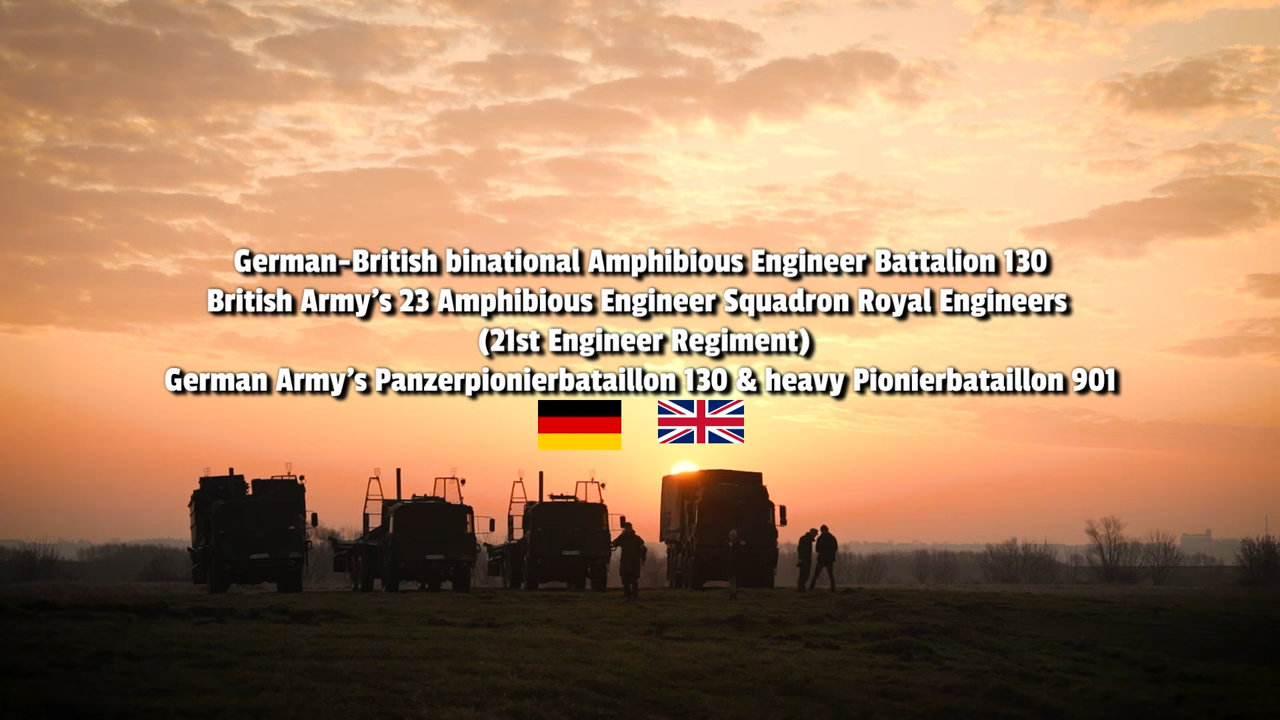 German-British binational Amphibious Engineer Battalion 130
British Army's 23 Amphibious Engineer Squadron Royal Engineers
(21st Engineer Regiment)
German Army's Panzerpionierbataillon 130 & heavy Pionierbataillon 901